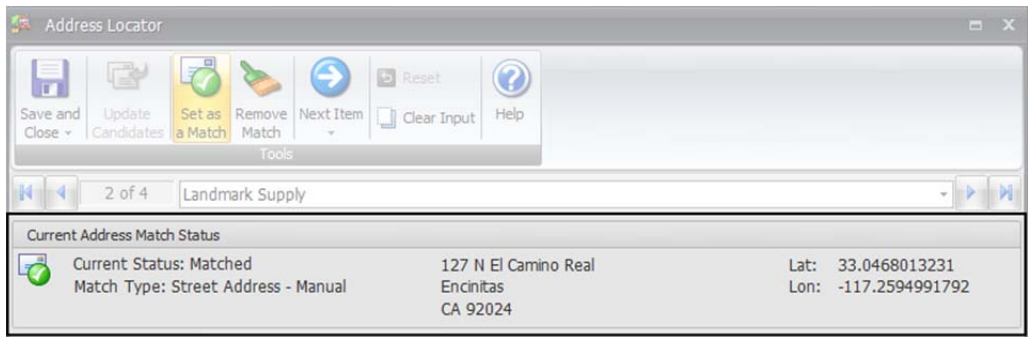 Address Locator
Save and Close
Update Candidates
Set as a Match
Remove Match
Next Item
Reset
Clear Input
Help
Tools
2 of 4
Landmark Supply
Current Address Match Status
Current Status: Matched
127 N El Camino Real
Lat: 33.0468013231
Match Type: Street Address - Manual
Encinitas
Lon: -117.2594991792
CA 92024